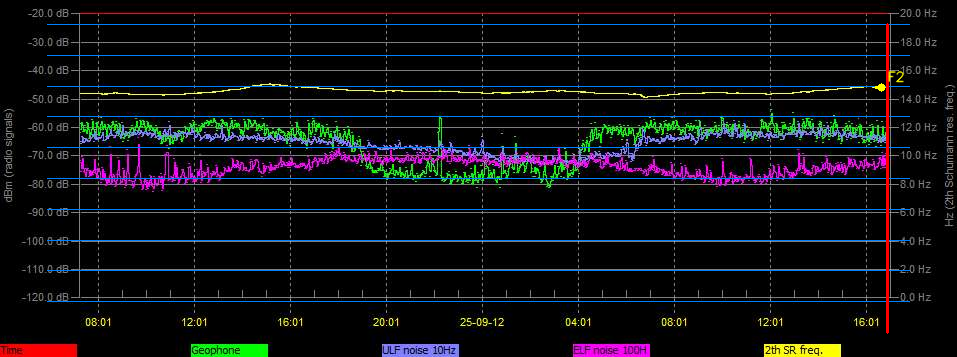 -20.0 dB 20.0 Hz
-30.0 dB 18.0 Hz
-40.0 dB 16.0 Hz
F2
-50.0 dB 14.0 Hz
-60.0 dB 12.0 Hz
-70.0 dB 10.0 Hz
-80.0 dB 8.0 Hz
-90.0 dB 6.0 Hz
-100.0 dB 4.0 Hz
-110.0 dB 2.0 Hz
-120.0 dB 0.0 Hz
dBm (radio signals)
Hz (2th Schumann res. freq.)
08:01 12:01 16:01 20:01 25-09-12 04:01 08:01 12:01 16:01
Time Geophone ULF noise 10Hz ELF noise 100H 2th SR freq.